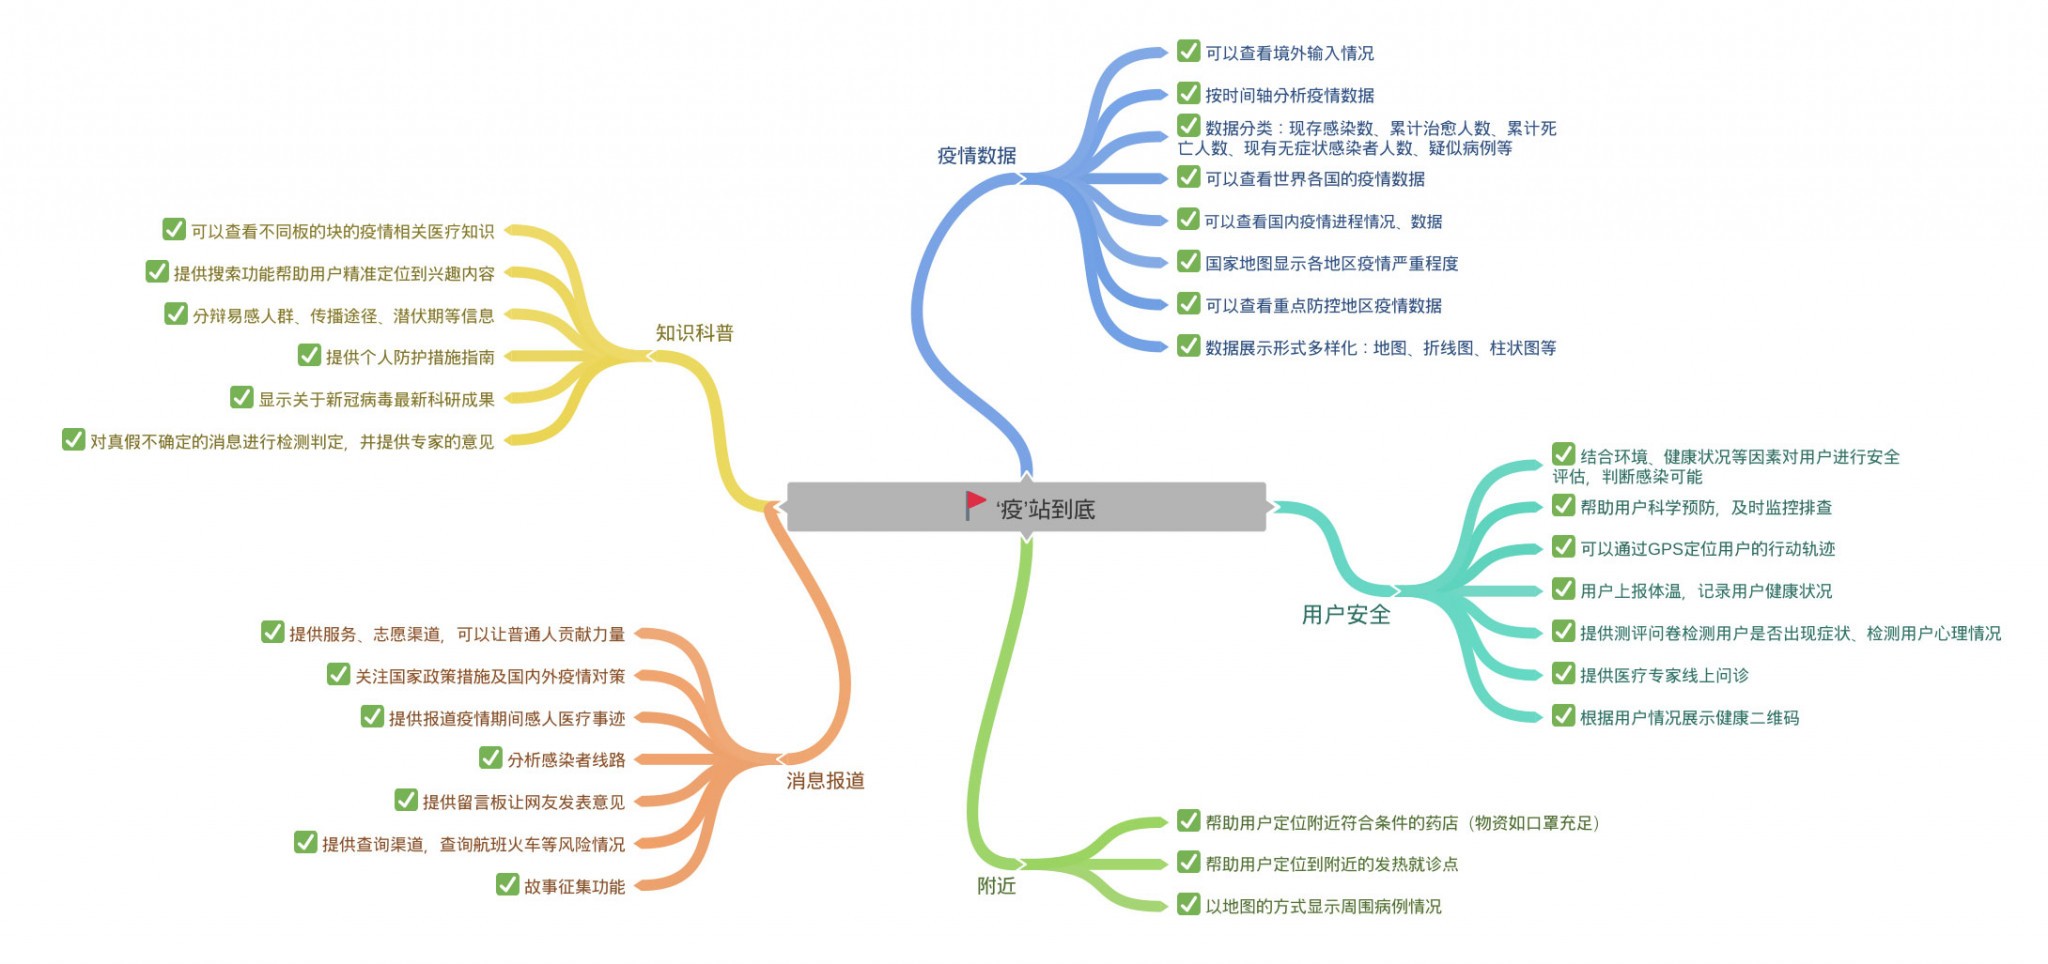 ‘疫’站到底
疫情数据
可以查看境外输入情况
按时间轴分析疫情数据
数据分类：现存感染数、累计治愈人数、累计死
亡人数、现有无症状感染者人数、疑似病例等
可以查看世界各国的疫情数据
可以查看国内疫情进程情况、数据
国家地图显示各地区疫情严重程度
可以查看重点防控地区疫情数据
数据展示形式多样化：地图、折线图、柱状图等
用户安全
结合环境、健康状况等因素对用户进行安全
评估，判断感染可能
帮助用户科学预防，及时监控排查
可以通过GPS定位用户的行动轨迹
用户上报体温，记录用户健康状况
提供测评问卷检测用户是否出现症状、检测用户心理情况
提供医疗专家线上问诊
根据用户情况展示健康二维码
附近
帮助用户定位附近符合条件的药店（物资如口罩充足）
帮助用户定位到附近的发热就诊点
以地图的方式显示周围病例情况
消息报道
提供服务、志愿渠道，可以让普通人贡献力量
关注国家政策措施及国内外疫情对策
提供报道疫情期间感人医疗事迹
分析感染者线路
提供留言板让网友发表意见
提供查询渠道，查询航班火车等风险情况
故事征集功能
知识科普
可以查看不同板的块的疫情相关医疗知识
提供搜索功能帮助用户精准定位到兴趣内容
分辩易感人群、传播途径、潜伏期等信息
提供个人防护措施指南
显示关于新冠病毒最新科研成果
对真假不确定的消息进行检测判定，并提供专家的意见